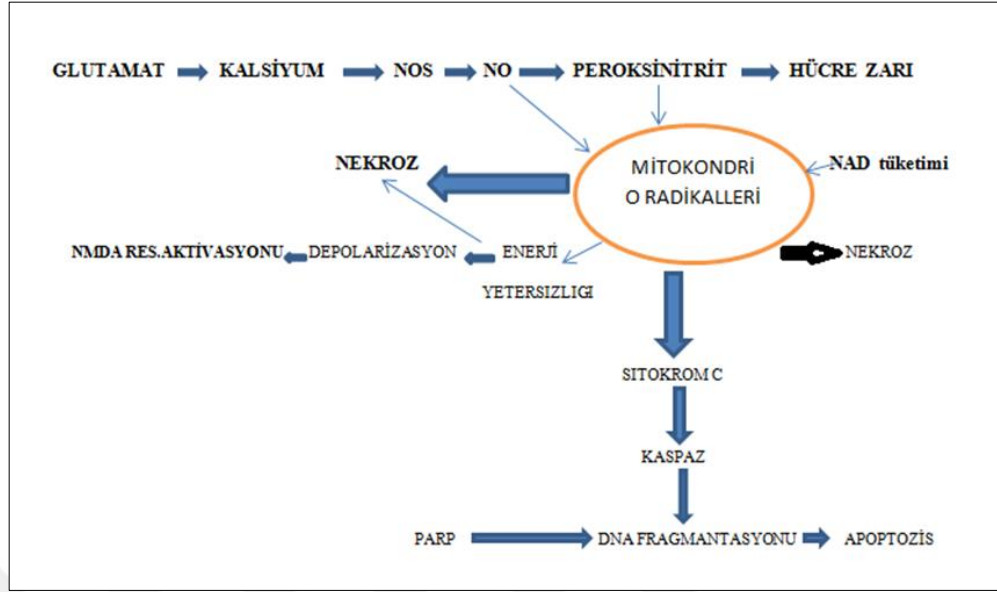 GLUTAMAT KALSİYUM NOS NO PEROKSİNİTRİT HÜCRE ZARI
MİTOKONDRİ
O RADİKALLERİ
NEKROZ
NAD tüketimi
NMDA RES.AKTİVASYONU DEPOLARİZASYON ENERJİ
YETERSIZLIGI
NEKROZ
SITOKROM C
KASPAZ
PARP DNA FRAGMANTASYONU APOPTOZİS